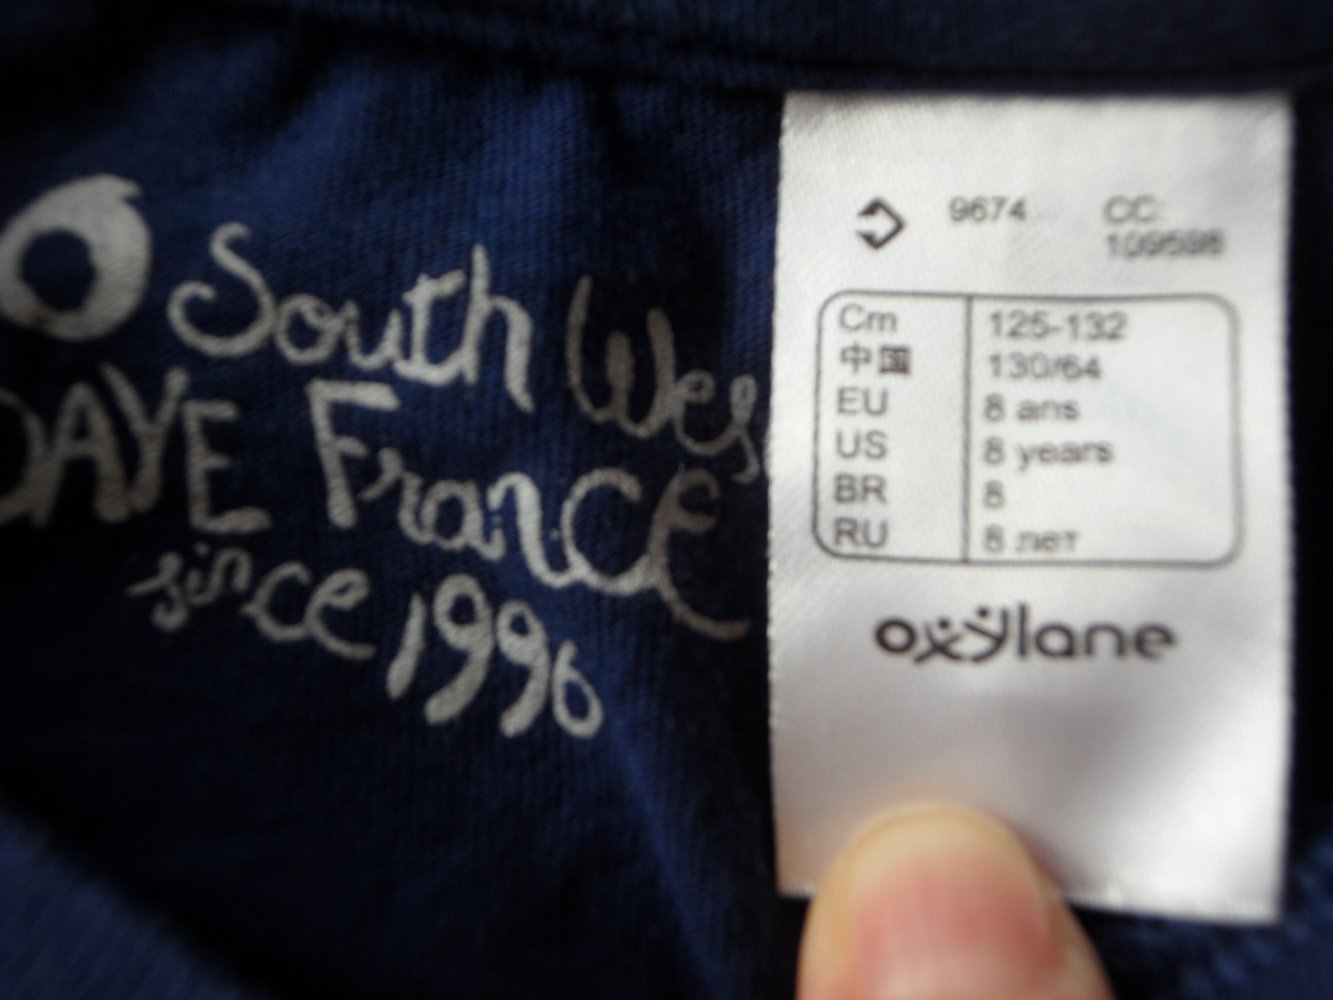 South Wes
DAYE France
since 1996
9674 CC:
Cm 125-132
中国 130/64
EU 8 ans
US 8 years
BR 8
RU 8 лет
oxylane